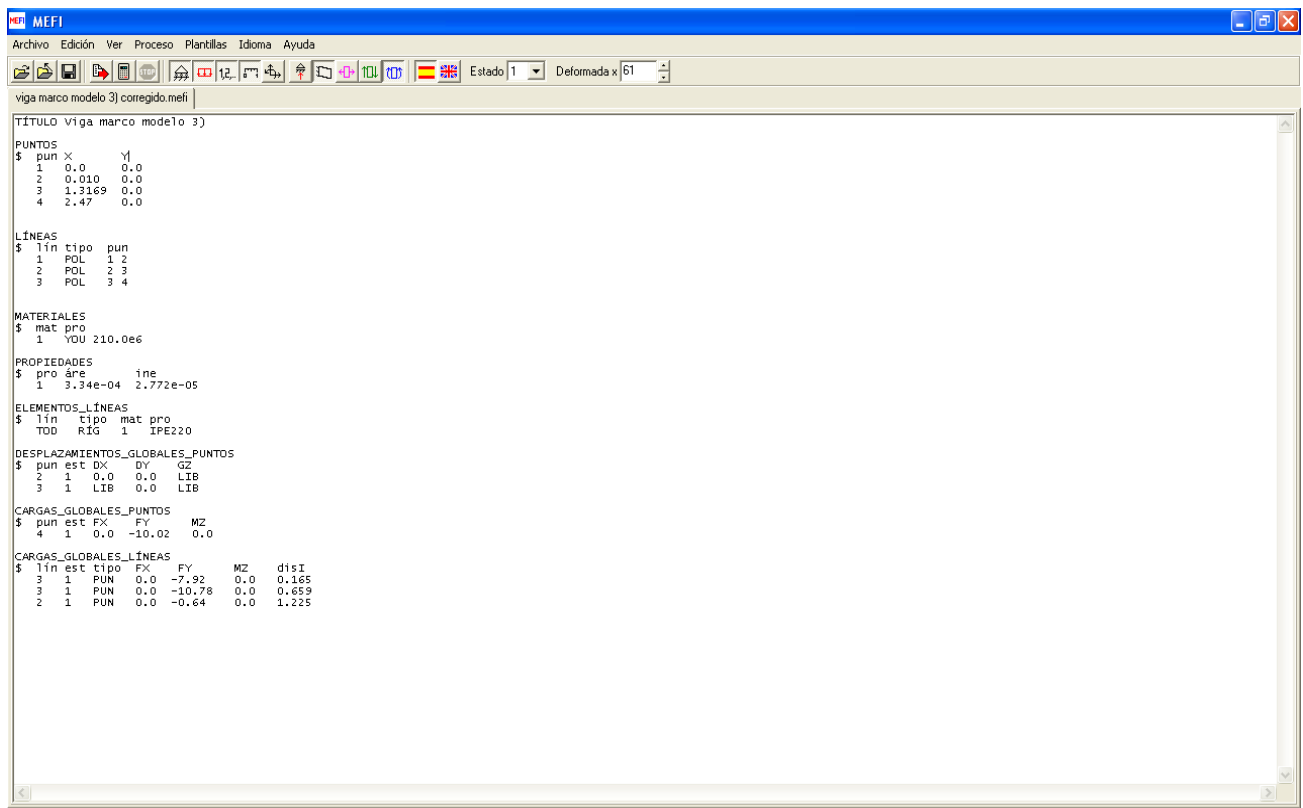 MEFI MEFI
Archivo Edición Ver Proceso Plantillas Idioma Ayuda
STOP 1,2.. Estado 1 Deformada x 61
viga marco modelo 3) corregido.mefi
TÍTULO Viga marco modelo 3)
PUNTOS
$ pun X Y
1 0.0 0.0
2 0.010 0.0
3 1.3169 0.0
4 2.47 0.0
LÍNEAS
$ lín tipo pun
1 POL 1 2
2 POL 2 3
3 POL 3 4
MATERIALES
$ mat pro
1 YOU 210.0e6
PROPIEDADES
$ pro áre ine
1 3.34e-04 2.772e-05
ELEMENTOS_LÍNEAS
$ lín tipo mat pro
TOD RÍG 1 IPE220
DESPLAZAMIENTOS_GLOBALES_PUNTOS
$ pun est DX DY GZ
2 1 0.0 0.0 LIB
3 1 LIB 0.0 LIB
CARGAS_GLOBALES_PUNTOS
$ pun est FX FY MZ
4 1 0.0 -10.02 0.0
CARGAS_GLOBALES_LÍNEAS
$ lín est tipo FX FY MZ disI
3 1 PUN 0.0 -7.92 0.0 0.165
3 1 PUN 0.0 -10.78 0.0 0.659
2 1 PUN 0.0 -0.64 0.0 1.225